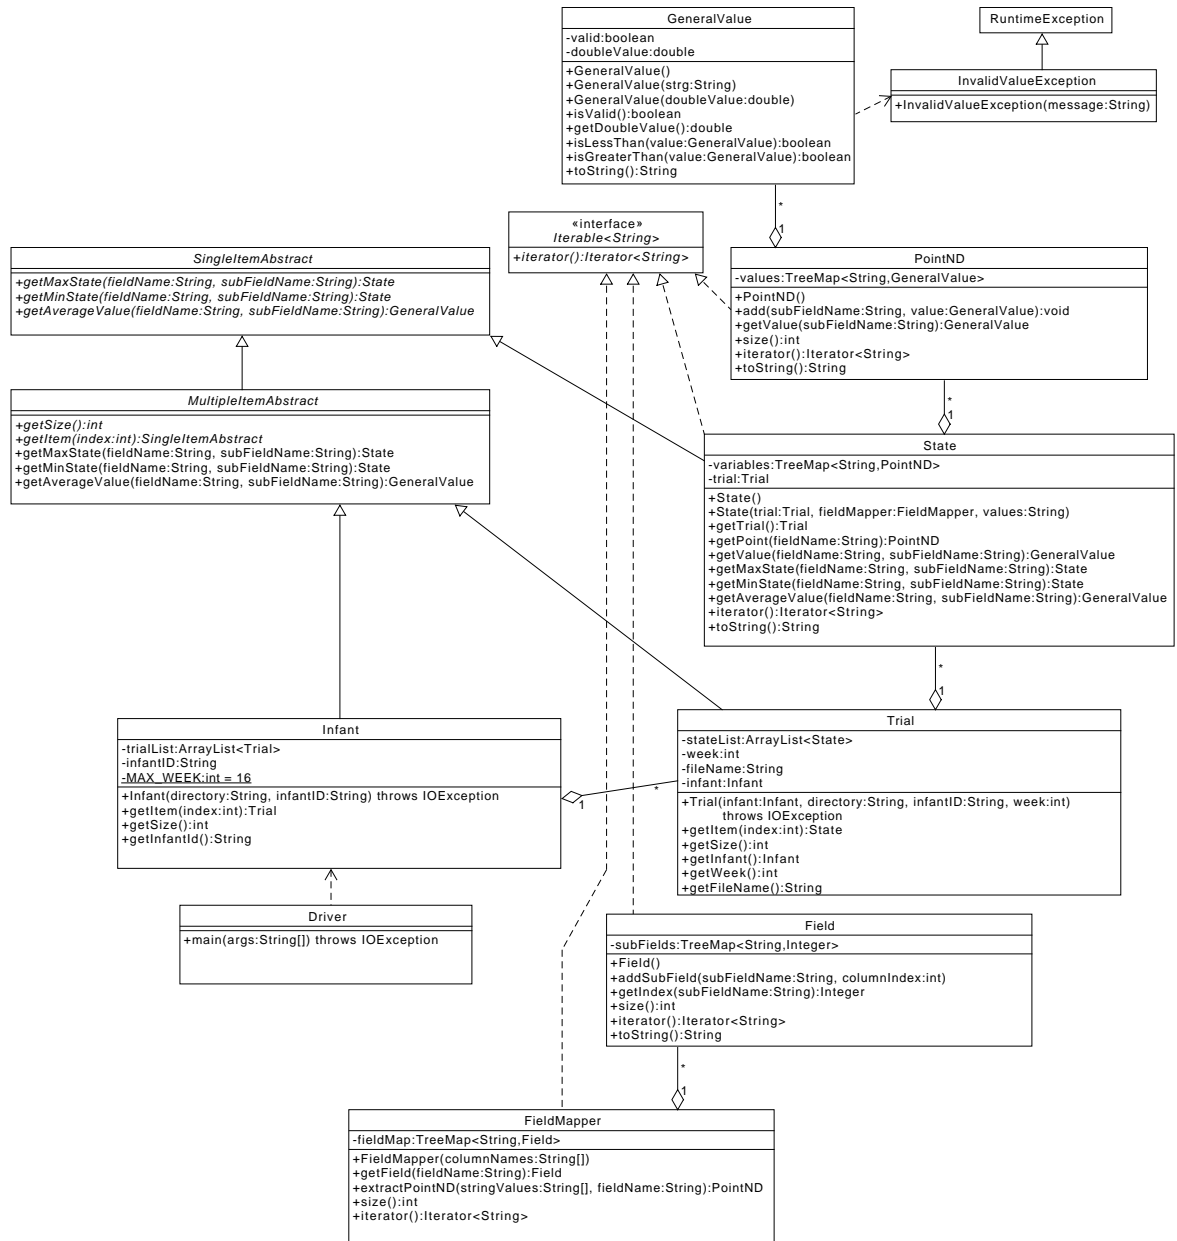 GeneralValue
-valid:boolean
-doubleValue:double
+GeneralValue()
+GeneralValue(strg:String)
+GeneralValue(doubleValue:double)
+isValid():boolean
+getDoubleValue():double
+isLessThan(value:GeneralValue):boolean
+isGreaterThan(value:GeneralValue):boolean
+toString():String
RuntimeException
InvalidValueException
+InvalidValueException(message:String)
*
1
«interface»
Iterable<String>
+iterator():Iterator<String>
SingleItemAbstract
+getMaxState(fieldName:String, subFieldName:String):State
+getMinState(fieldName:String, subFieldName:String):State
+getAverageValue(fieldName:String, subFieldName:String):GeneralValue
PointND
-values:TreeMap<String,GeneralValue>
+PointND()
+add(subFieldName:String, value:GeneralValue):void
+getValue(subFieldName:String):GeneralValue
+size():int
+iterator():Iterator<String>
+toString():String
*
1
MultipleItemAbstract
+getSize():int
+getItem(index:int):SingleItemAbstract
+getMaxState(fieldName:String, subFieldName:String):State
+getMinState(fieldName:String, subFieldName:String):State
+getAverageValue(fieldName:String, subFieldName:String):GeneralValue
State
-variables:TreeMap<String,PointND>
-trial:Trial
+State()
+State(trial:Trial, fieldMapper:FieldMapper, values:String)
+getTrial():Trial
+getPoint(fieldName:String):PointND
+getValue(fieldName:String, subFieldName:String):GeneralValue
+getMaxState(fieldName:String, subFieldName:String):State
+getMinState(fieldName:String, subFieldName:String):State
+getAverageValue(fieldName:String, subFieldName:String):GeneralValue
+iterator():Iterator<String>
+toString():String
*
1
Infant
-trialList:ArrayList<Trial>
-infantID:String
-MAX_WEEK:int = 16
+Infant(directory:String, infantID:String) throws IOException
+getItem(index:int):Trial
+getSize():int
+getInfantId():String
1
*
Trial
-stateList:ArrayList<State>
-week:int
-fileName:String
-infant:Infant
+Trial(infant:Infant, directory:String, infantID:String, week:int)
throws IOException
+getItem(index:int):State
+getSize():int
+getInfant():Infant
+getWeek():int
+getFileName():String
Driver
+main(args:String[]) throws IOException
Field
-subFields:TreeMap<String,Integer>
+Field()
+addSubField(subFieldName:String, columnIndex:int)
+getIndex(subFieldName:String):Integer
+size():int
+iterator():Iterator<String>
+toString():String
*
1
FieldMapper
-fieldMap:TreeMap<String,Field>
+FieldMapper(columnNames:String[])
+getField(fieldName:String):Field
+extractPointND(stringValues:String[], fieldName:String):PointND
+size():int
+iterator():Iterator<String>